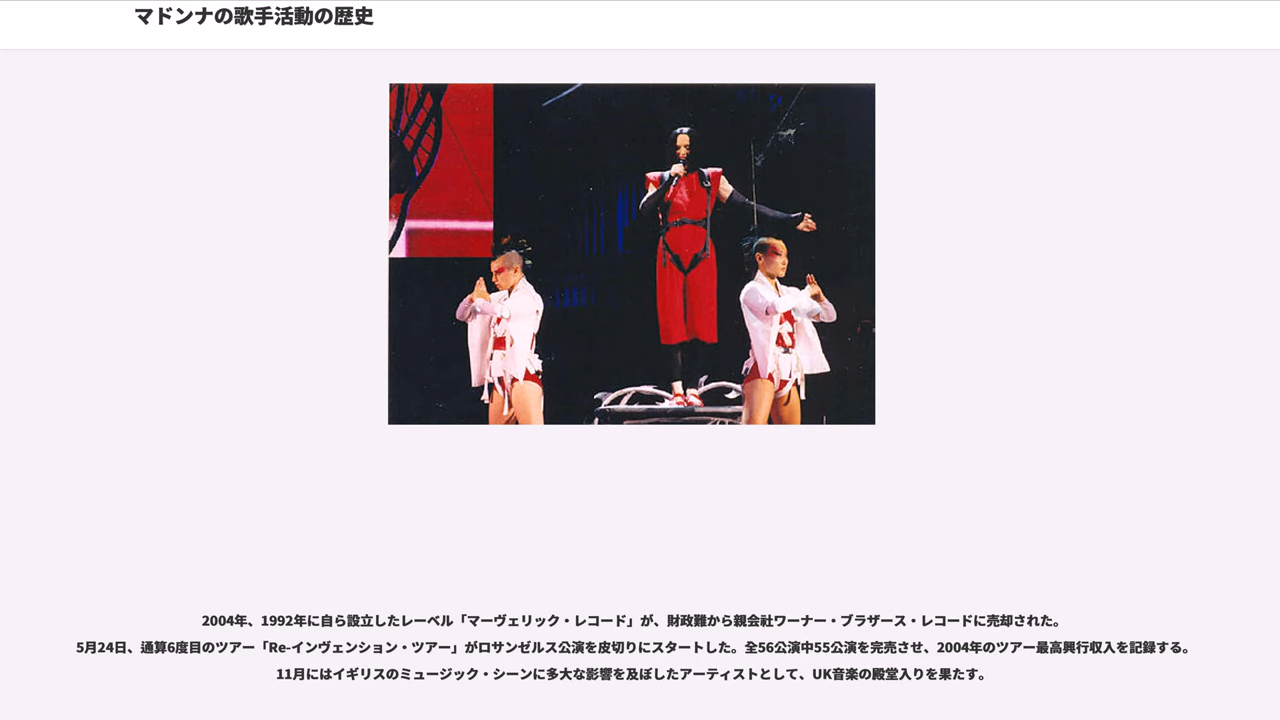 マドンナの歌手活動の歴史
2004年、1992年に自ら設立したレーベル「マーヴェリック・レコード」が、財政難から親会社ワーナー・ブラザース・レコードに売却された。
5月24日、通算6度目のツアー「Re-インヴェンション・ツアー」がロサンゼルス公演を皮切りにスタートした。全56公演中55公演を完売させ、2004年のツアー最高興行収入を記録する。
11月にはイギリスのミュージック・シーンに多大な影響を及ぼしたアーティストとして、UK音楽の殿堂入りを果たす。